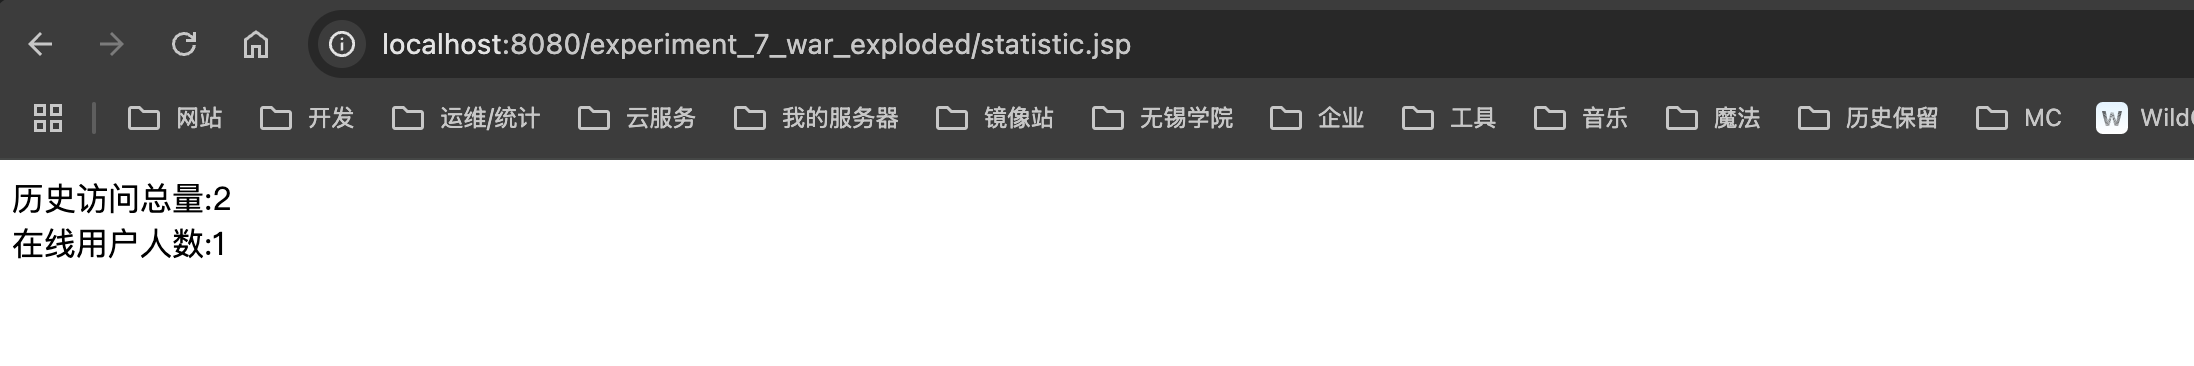 localhost:8080/experiment_7_war_exploded/statistic.jsp
网站 开发 运维/统计 云服务 我的服务器 镜像站 无锡学院 企业 工具 音乐 魔法 历史保留 MC W Wild
历史访问总量:2
在线用户人数:1